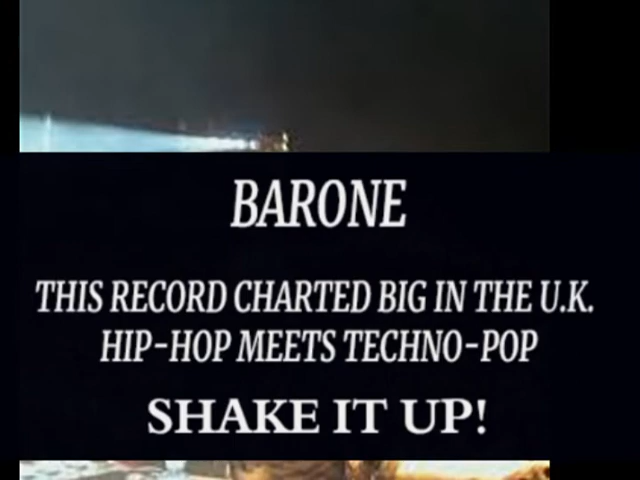 BARONE
THIS RECORD CHARTED BIG IN THE U.K.
HIP-HOP MEETS TECHNO-POP
SHAKE IT UP!